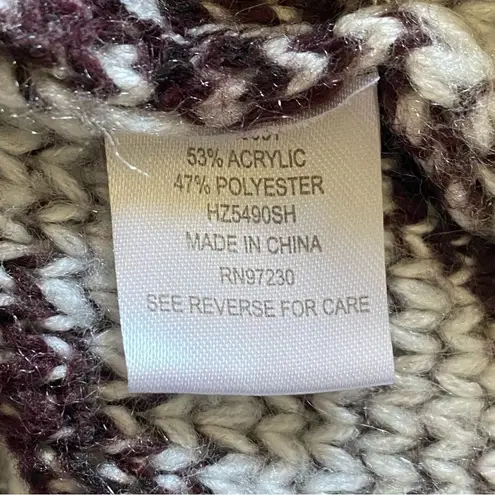 53% ACRYLIC
47% POLYESTER
HZ5490SH
MADE IN CHINA
RN97230
SEE REVERSE FOR CARE